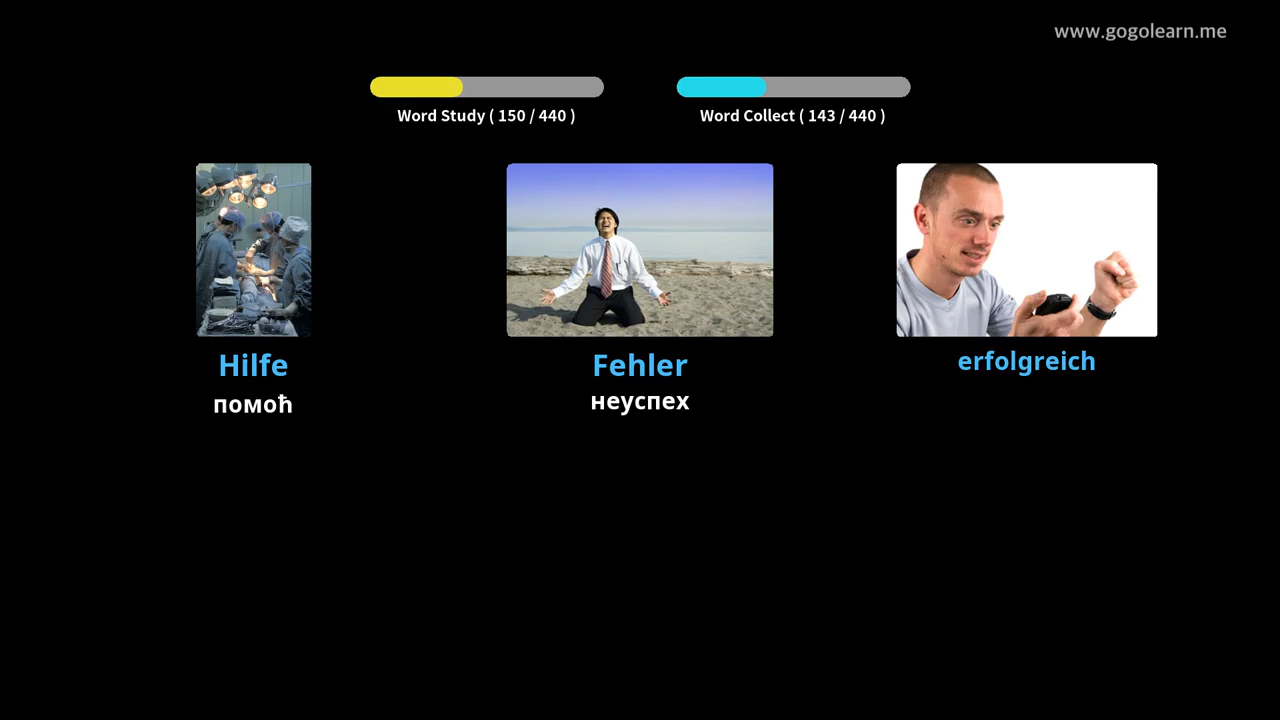 www.gogolearn.me
Word Study ( 150 / 440 )
Word Collect ( 143 / 440 )
Hilfe
Fehler
erfolgreich
помоћ
неуспех